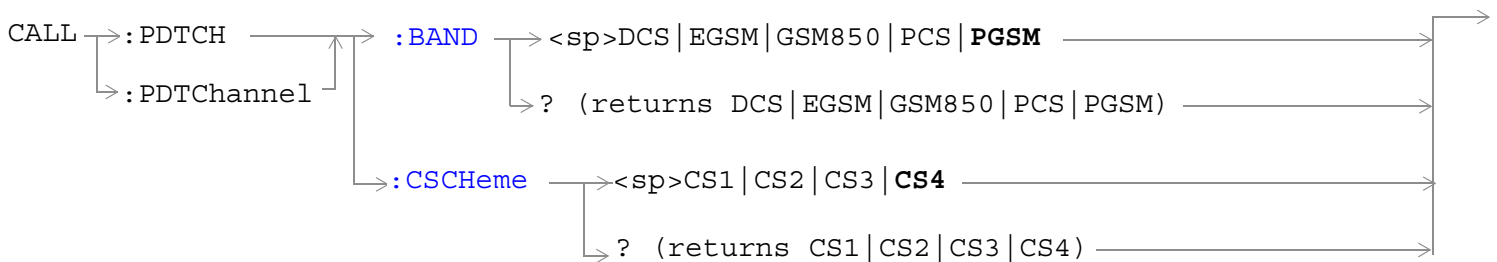 CALL :PDTCH :BAND <sp>DCS|EGSM|GSM850|PCS|PGSM
:PDTChannel ? (returns DCS|EGSM|GSM850|PCS|PGSM)
:CSCHeme <sp>CS1|CS2|CS3|CS4
? (returns CS1|CS2|CS3|CS4)